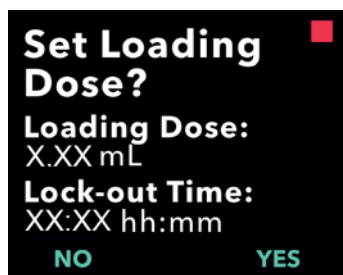 Set Loading
Dose?
Loading Dose:
X.XX mL
Lock-out Time:
XX:XX hh:mm
NO YES